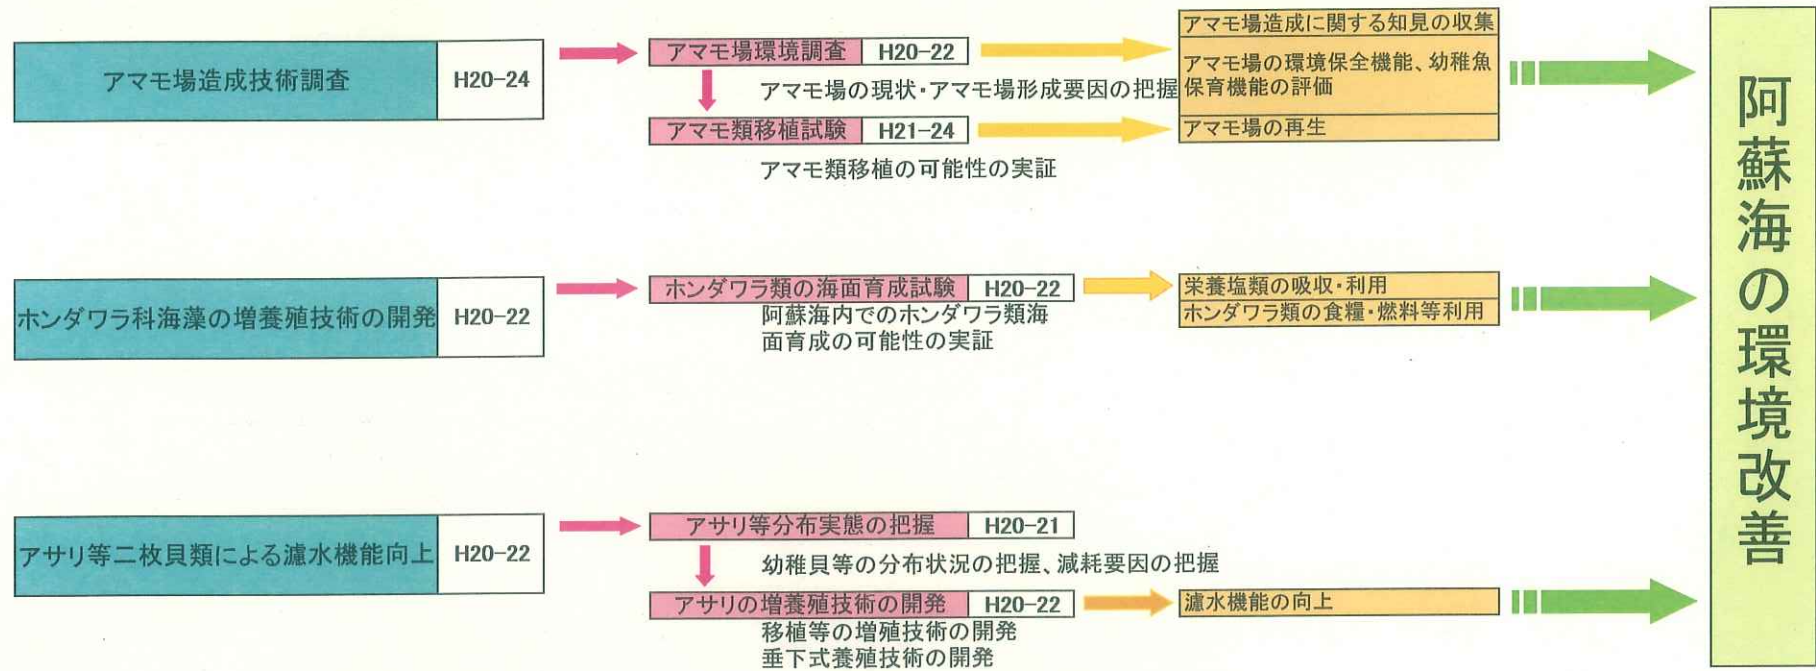 アマモ場造成技術調査 H20-24
アマモ場環境調査 H20-22
アマモ場の現状・アマモ場形成要因の把握
アマモ類移植試験 H21-24
アマモ類移植の可能性の実証
アマモ場造成に関する知見の収集
アマモ場の環境保全機能、幼稚魚
保育機能の評価
アマモ場の再生
ホンダワラ科海藻の増養殖技術の開発 H20-22
ホンダワラ類の海面育成試験 H20-22
阿蘇海内でのホンダワラ類海
面育成の可能性の実証
栄養塩類の吸収・利用
ホンダワラ類の食糧・燃料等利用
アサリ等二枚貝類による濾水機能向上 H20-22
アサリ等分布実態の把握 H20-21
幼稚貝等の分布状況の把握、減耗要因の把握
アサリの増養殖技術の開発 H20-22
移植等の増殖技術の開発
垂下式養殖技術の開発
濾水機能の向上
阿蘇海の環境改善